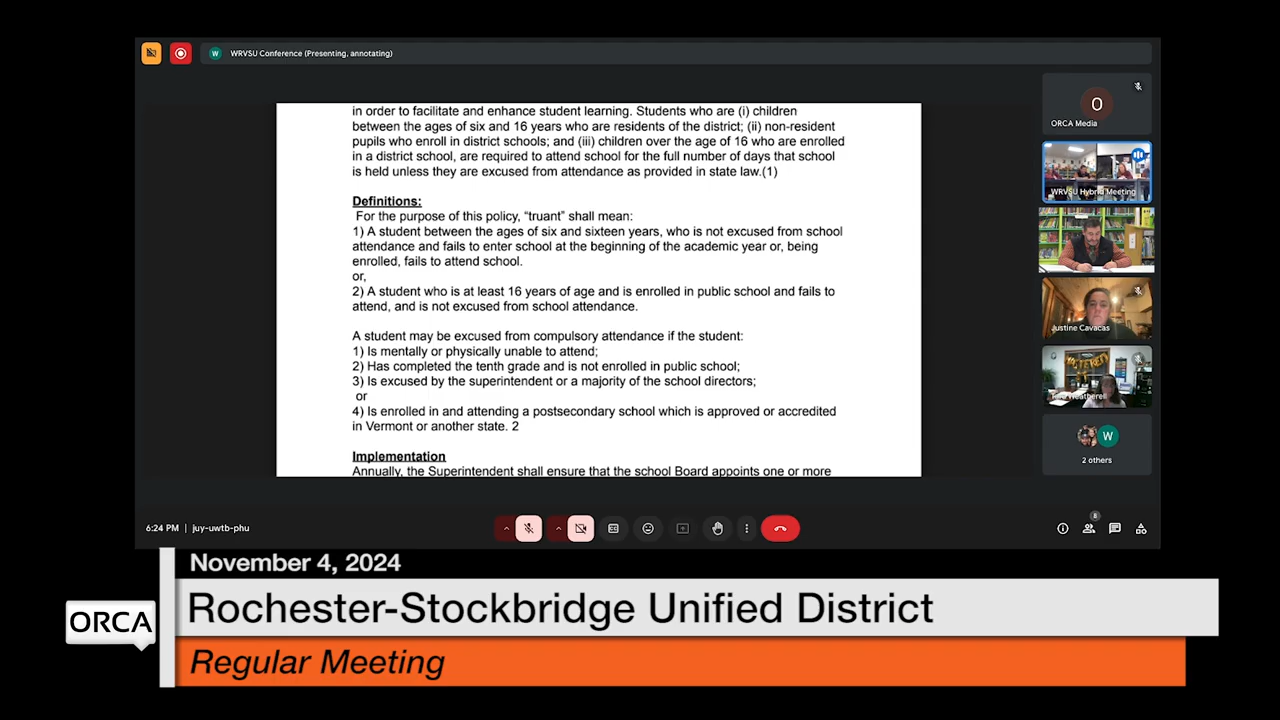 W
WRVSU Conference (Presenting, annotating)
in order to facilitate and enhance student learning. Students who are (i) children
between the ages of six and 16 years who are residents of the district; (ii) non-resident
pupils who enroll in district schools; and (iii) children over the age of 16 who are enrolled
in a district school, are required to attend school for the full number of days that school
is held unless they are excused from attendance as provided in state law.(1)
Definitions:
For the purpose of this policy, “truant” shall mean:
1) A student between the ages of six and sixteen years, who is not excused from school
attendance and fails to enter school at the beginning of the academic year or, being
enrolled, fails to attend school.
or,
2) A student who is at least 16 years of age and is enrolled in public school and fails to
attend, and is not excused from school attendance.
A student may be excused from compulsory attendance if the student:
1) Is mentally or physically unable to attend;
2) Has completed the tenth grade and is not enrolled in public school;
3) Is excused by the superintendent or a majority of the school directors;
or
4) Is enrolled in and attending a postsecondary school which is approved or accredited
in Vermont or another state. 2
Implementation
Annually, the Superintendent shall ensure that the school Board appoints one or more
O
ORCA Media
WRVSU Hybrid Meeting
Justine Cavacas
Weatherell
W
2 others
6:24 PM | juy-uwtb-phu
8
November 4, 2024
ORCA
Rochester-Stockbridge Unified District
Regular Meeting